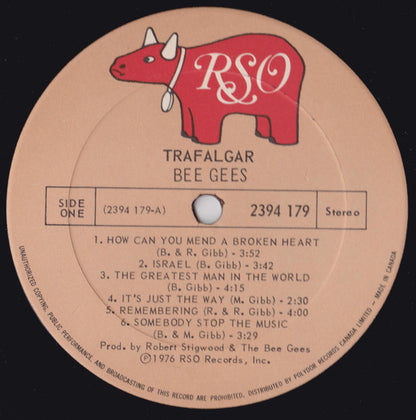 RSO
TRAFALGAR
BEE GEES
SIDE ONE
(2394 179-A)
2394 179
Stereo
1. HOW CAN YOU MEND A BROKEN HEART
(B. & R. Gibb) - 3:52
2. ISRAEL (B. Gibb) - 3:42
3. THE GREATEST MAN IN THE WORLD
(B. Gibb) - 4:15
4. IT'S JUST THE WAY (M. Gibb) - 2:30
5. REMEMBERING (R. & R. Gibb) - 4:00
6. SOMEBODY STOP THE MUSIC
(B. & M. Gibb) - 3:29
Prod. by Robert Stigwood & The Bee Gees
Ⓟ1976 RSO Records, Inc.
UNAUTHORIZED COPYING, PUBLIC PERFORMANCE, AND BROADCASTING OF THIS RECORD ARE PROHIBITED. DISTRIBUTED BY POLYDOR RECORDS CANADA LIMITED – MADE IN CANADA